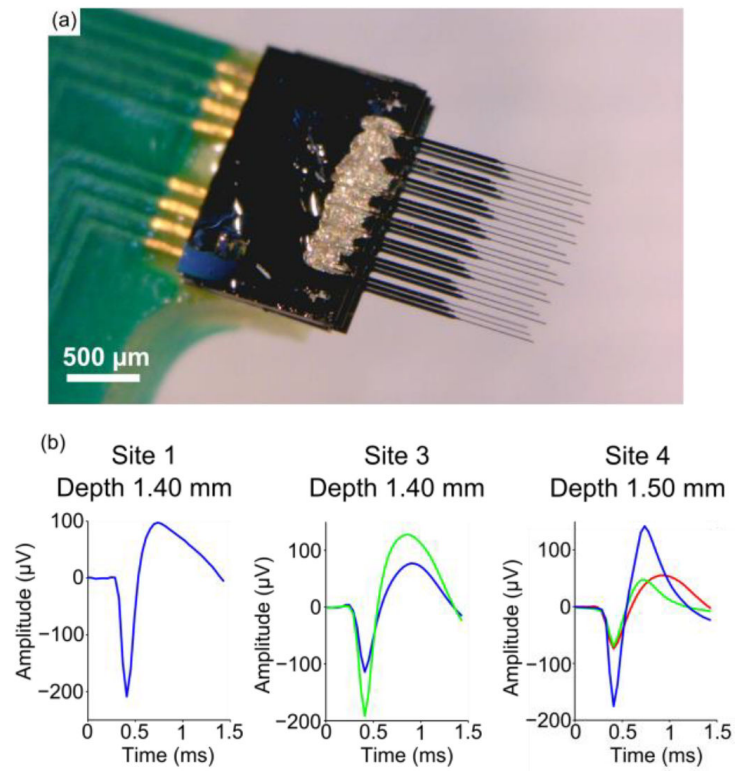 (a)
500 µm
(b)
Site 1
Depth 1.40 mm
Site 3
Depth 1.40 mm
Site 4
Depth 1.50 mm
Amplitude (µV)
100
0
−100
−200
0
0.5
1
1.5
Time (ms)
Amplitude (µV)
100
0
−100
−200
0
0.5
1
1.5
Time (ms)
Amplitude (µV)
100
0
−100
−200
0
0.5
1
1.5
Time (ms)